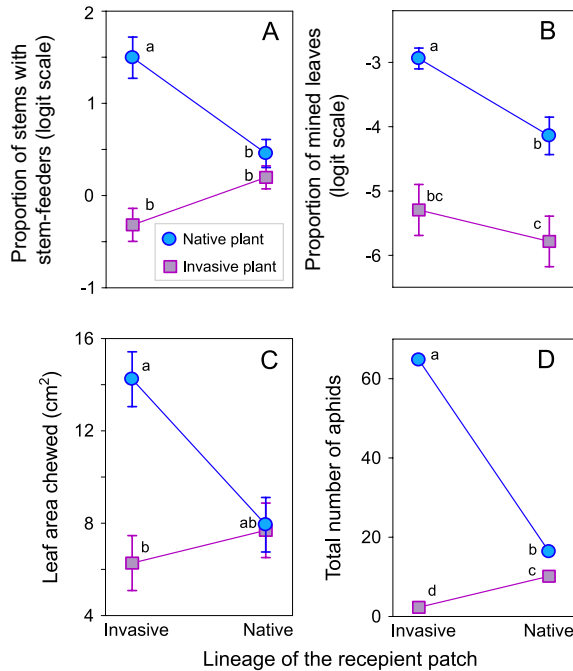 Proportion of stems with
stem-feeders (logit scale)
2
1
0
-1
A
a
b
b
b
Native plant
Invasive plant
Proportion of mined leaves
(logit scale)
-3
-4
-5
-6
B
a
b
bc
c
Leaf area chewed (cm²)
16
12
8
4
C
a
ab
b
Invasive
Native
Total number of aphids
60
40
20
0
D
a
b
c
d
Invasive
Native
Lineage of the recepient patch